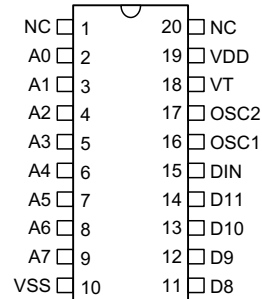 NC 1 20 NC
A0 2 19 VDD
A1 3 18 VT
A2 4 17 OSC2
A3 5 16 OSC1
A4 6 15 DIN
A5 7 14 D11
A6 8 13 D10
A7 9 12 D9
VSS 10 11 D8